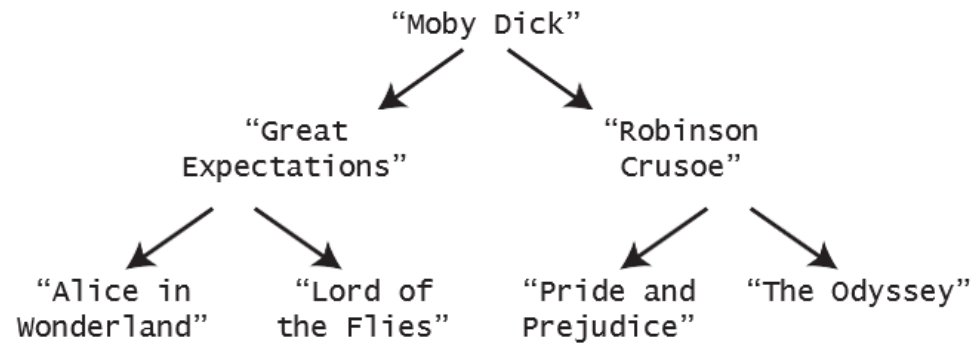 “Moby Dick”
“Great
Expectations”
“Robinson
Crusoe”
“Alice in
Wonderland”
“Lord of
the Flies”
“Pride and
Prejudice”
“The Odyssey”